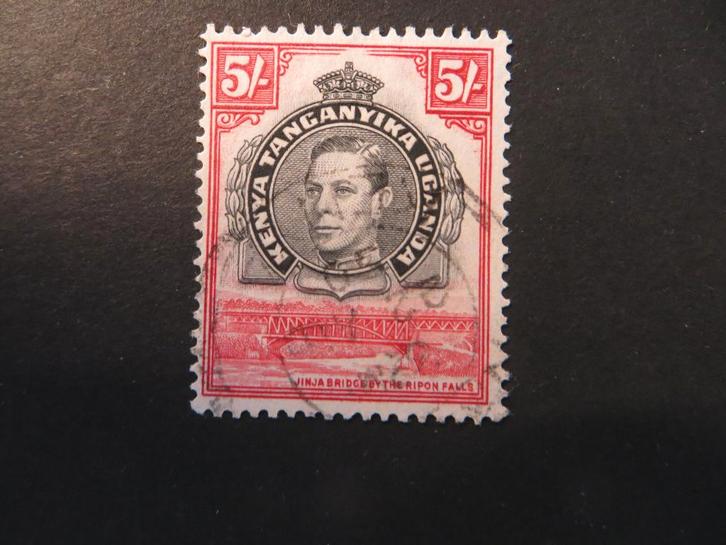 5/- 5/-
KENYA TANGANYIKA UGANDA
JINJA BRIDGE BY THE RIPON FALLS